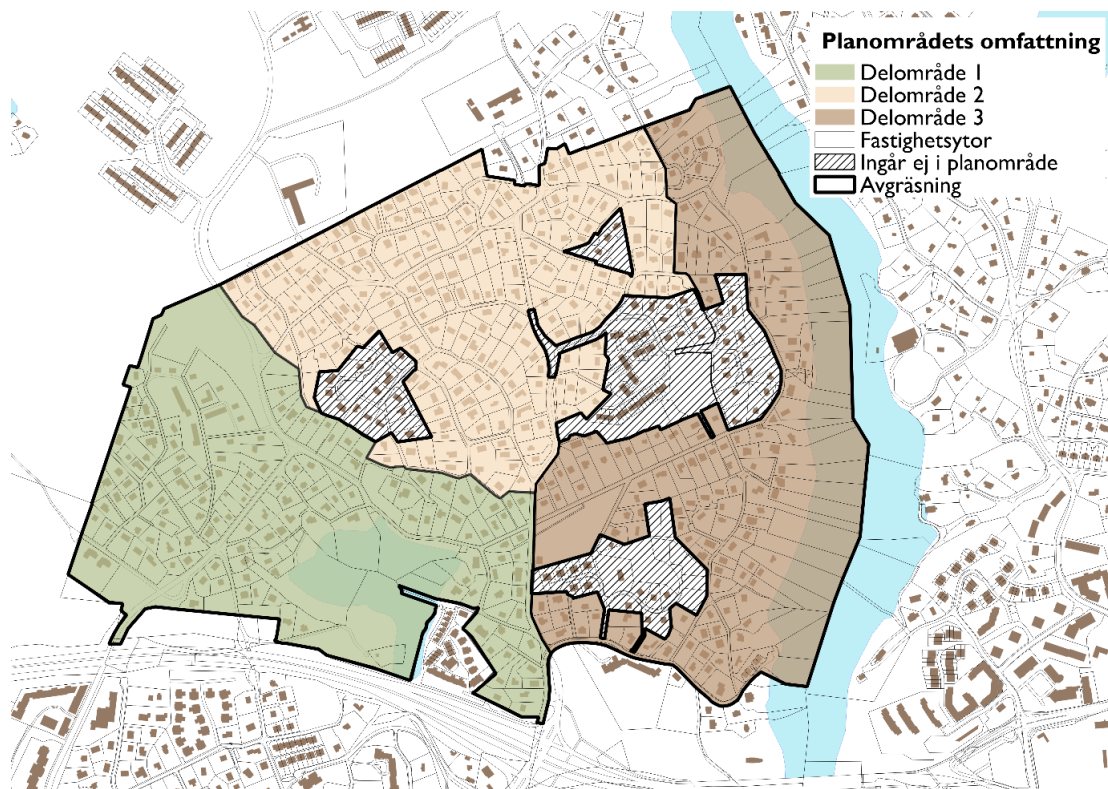 Planområdets omfattning
Delområde 1
Delområde 2
Delområde 3
Fastighetsytor
Ingår ej i planområde
Avgräsning